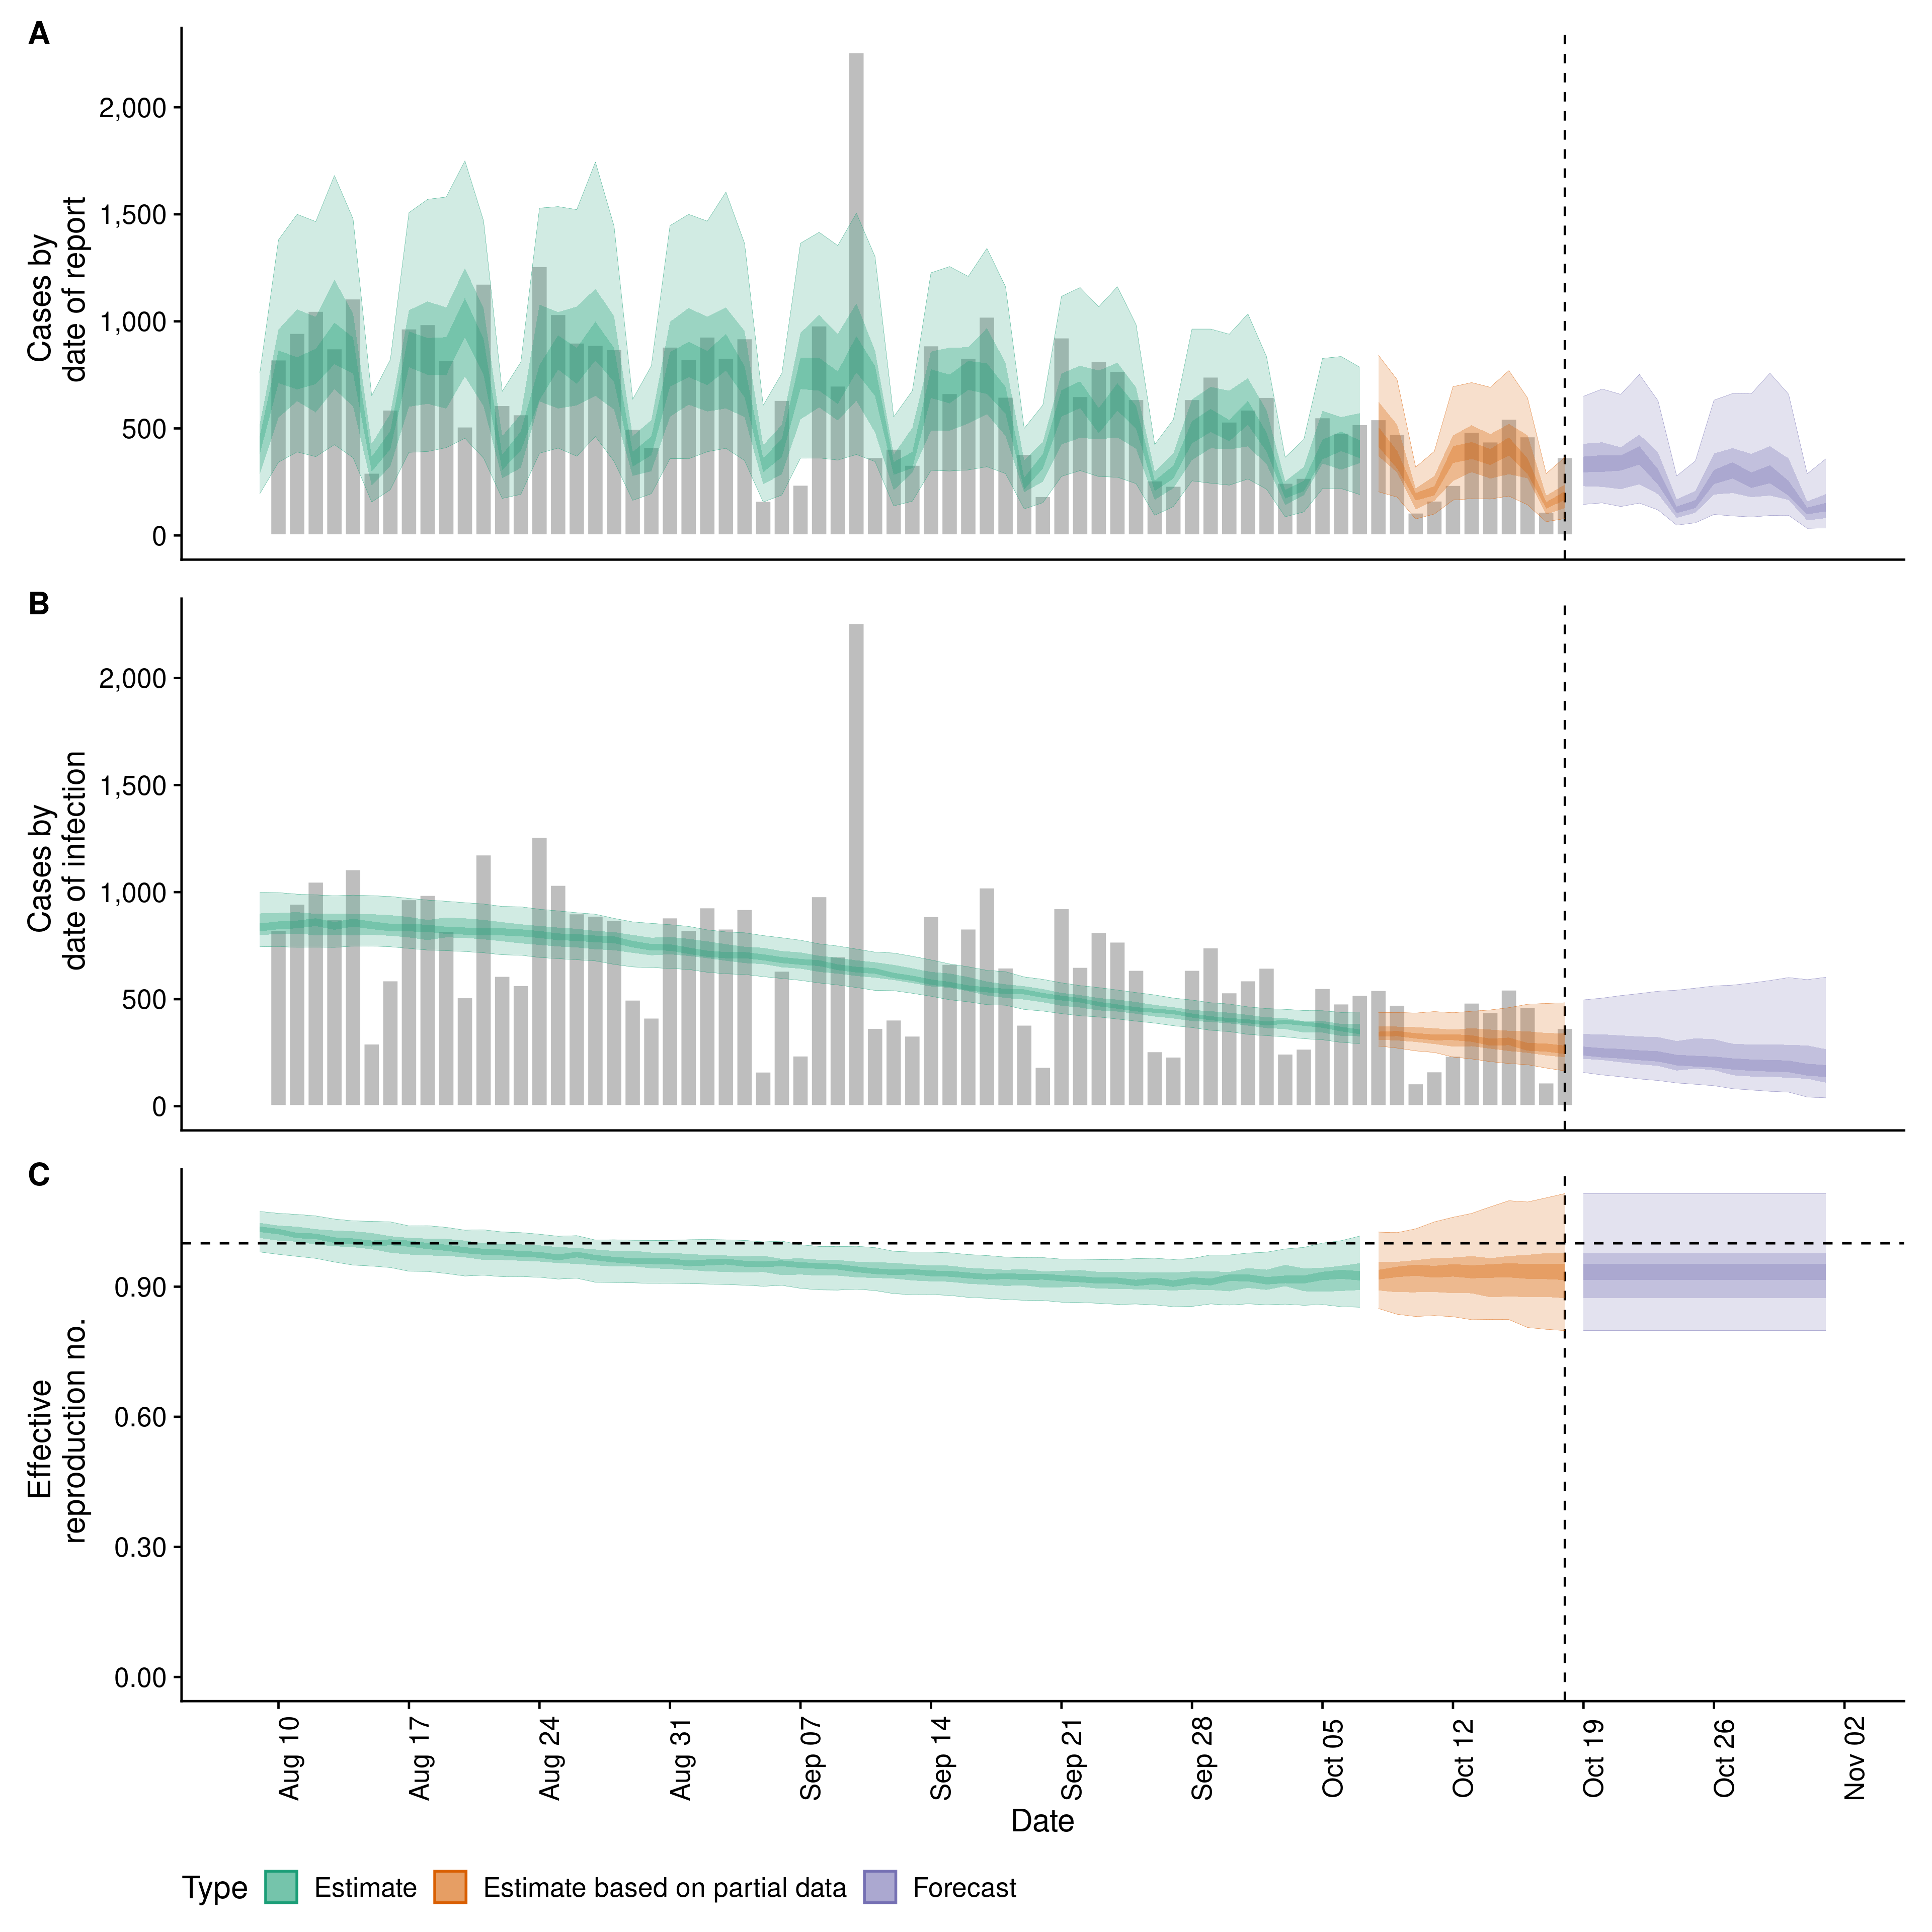 A
2,000
1,500
1,000
500
0
Cases by
date of report
B
2,000
1,500
1,000
500
0
Cases by
date of infection
C
0.90
0.60
0.30
0.00
Effective
reproduction no.
Aug 10
Aug 17
Aug 24
Aug 31
Sep 07
Sep 14
Sep 21
Sep 28
Oct 05
Oct 12
Oct 19
Oct 26
Nov 02
Date
Type Estimate Estimate based on partial data Forecast